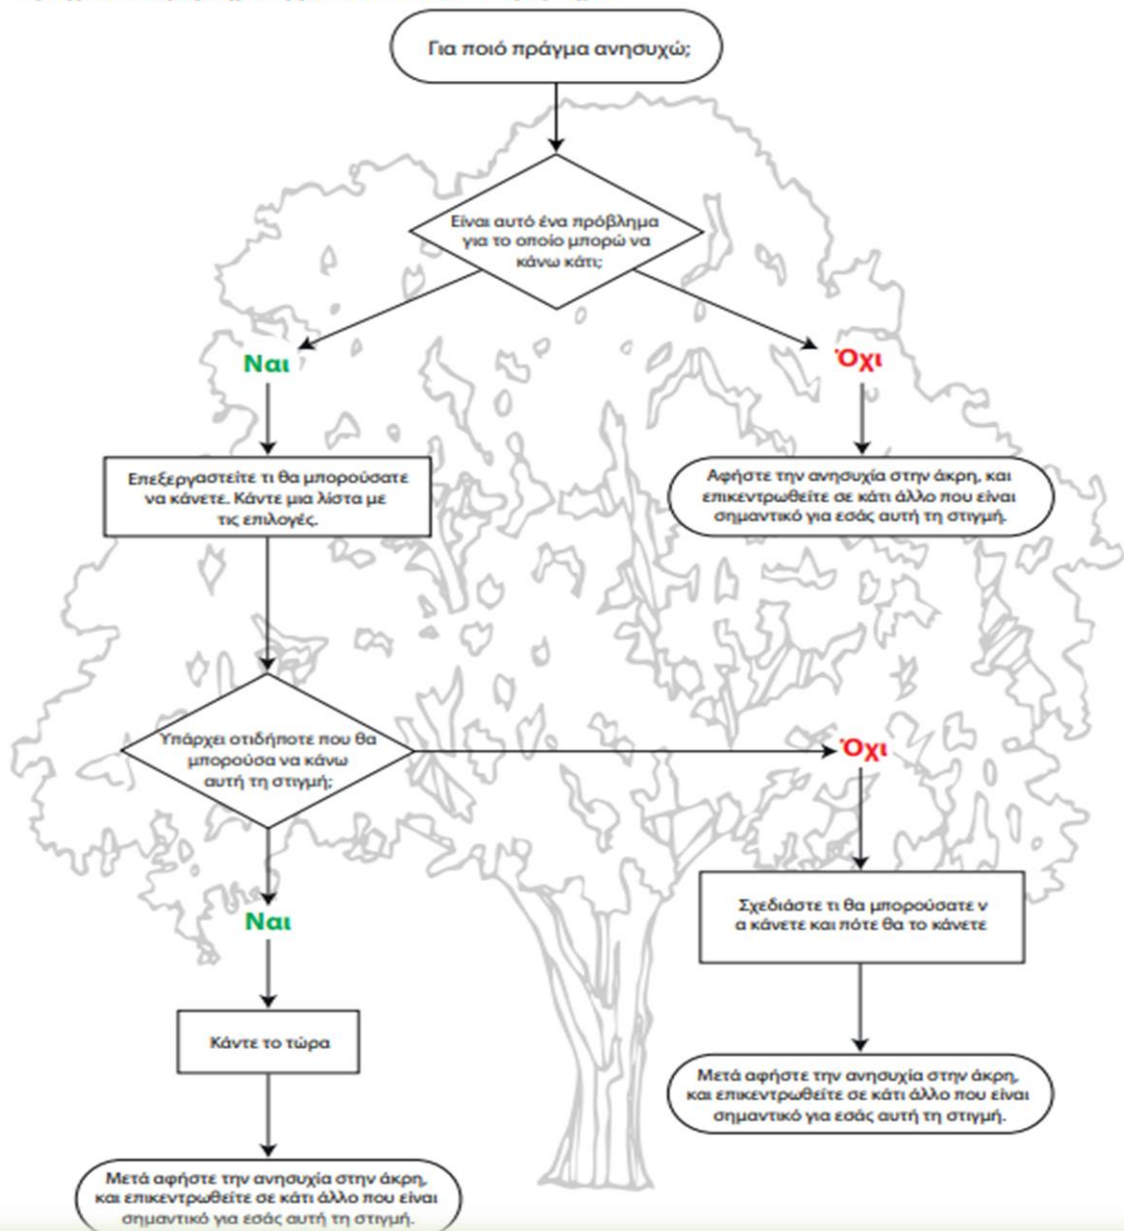 Για ποιό πράγμα ανησυχώ;
Είναι αυτό ένα πρόβλημα
για το οποίο μπορώ να
κάνω κάτι;
Ναι
Όχι
Επεξεργαστείτε τι θα μπορούσατε
να κάνετε. Κάντε μια λίστα με
τις επιλογές.
Αφήστε την ανησυχία στην άκρη, και
επικεντρωθείτε σε κάτι άλλο που είναι
σημαντικό για εσάς αυτή τη στιγμή.
Υπάρχει οτιδήποτε που θα
μπορούσα να κάνω
αυτή τη στιγμή;
Όχι
Ναι
Σχεδιάστε τι θα μπορούσατε ν
α κάνετε και πότε θα το κάνετε
Κάντε το τώρα
Μετά αφήστε την ανησυχία στην άκρη,
και επικεντρωθείτε σε κάτι άλλο που είναι
σημαντικό για εσάς αυτή τη στιγμή.
Μετά αφήστε την ανησυχία στην άκρη,
και επικεντρωθείτε σε κάτι άλλο που είναι
σημαντικό για εσάς αυτή τη στιγμή.